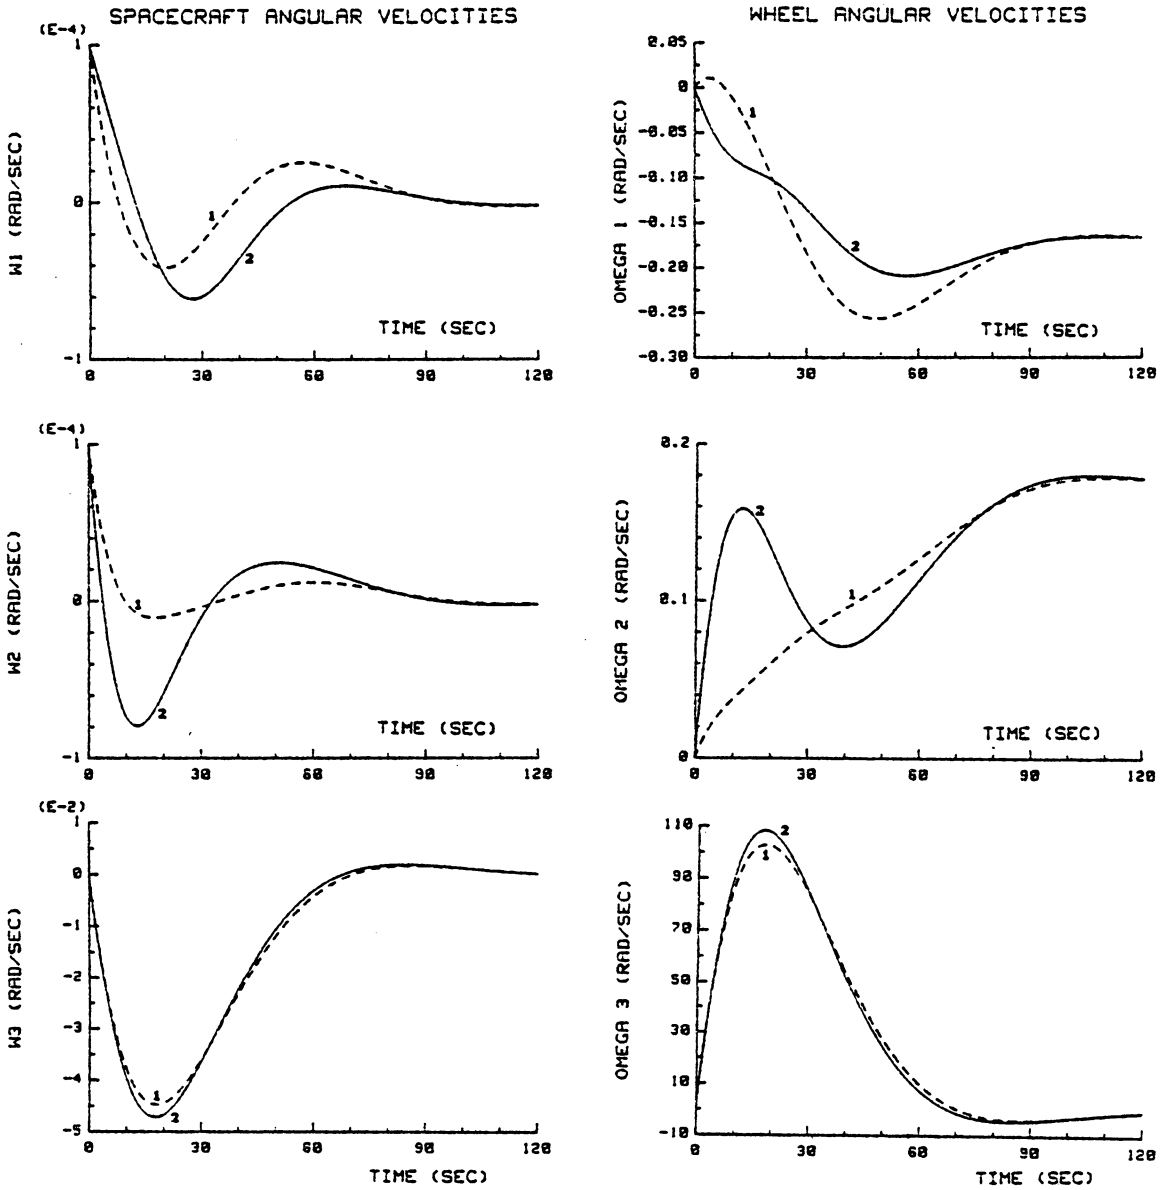 SPACECRAFT ANGULAR VELOCITIES
(E-4)
1
0
-1
W1 (RAD/SEC)
1
2
TIME (SEC)
0 30 60 90 120
WHEEL ANGULAR VELOCITIES
0.05
0
-0.05
-0.10
-0.15
-0.20
-0.25
-0.30
OMEGA 1 (RAD/SEC)
1
2
TIME (SEC)
0 30 60 90 120
(E-4)
1
0
-1
W2 (RAD/SEC)
1
2
TIME (SEC)
0 30 60 90 120
0.2
0.1
0
OMEGA 2 (RAD/SEC)
2
1
TIME (SEC)
0 30 60 90 120
(E-2)
1
0
-1
-2
-3
-4
-5
W3 (RAD/SEC)
1
2
0 30 60 90 120
TIME (SEC)
110
90
70
50
30
10
-10
OMEGA 3 (RAD/SEC)
2
1
0 30 60 90 120
TIME (SEC)